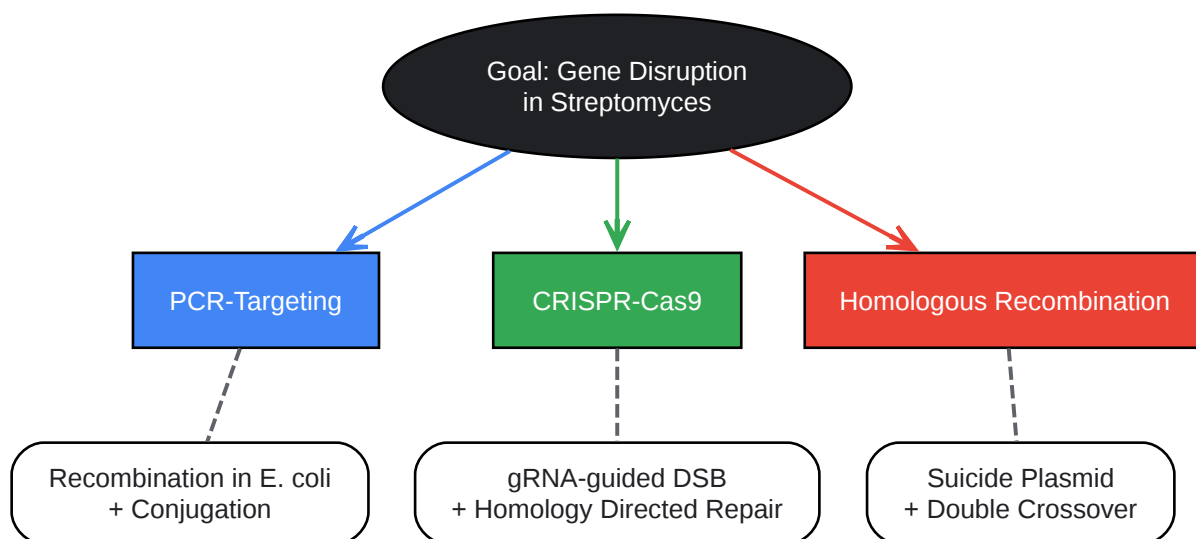 Goal: Gene Disruption
in Streptomyces
PCR-Targeting
CRISPR-Cas9
Homologous Recombination
Recombination in E. coli
+ Conjugation
gRNA-guided DSB
+ Homology Directed Repair
Suicide Plasmid
+ Double Crossover